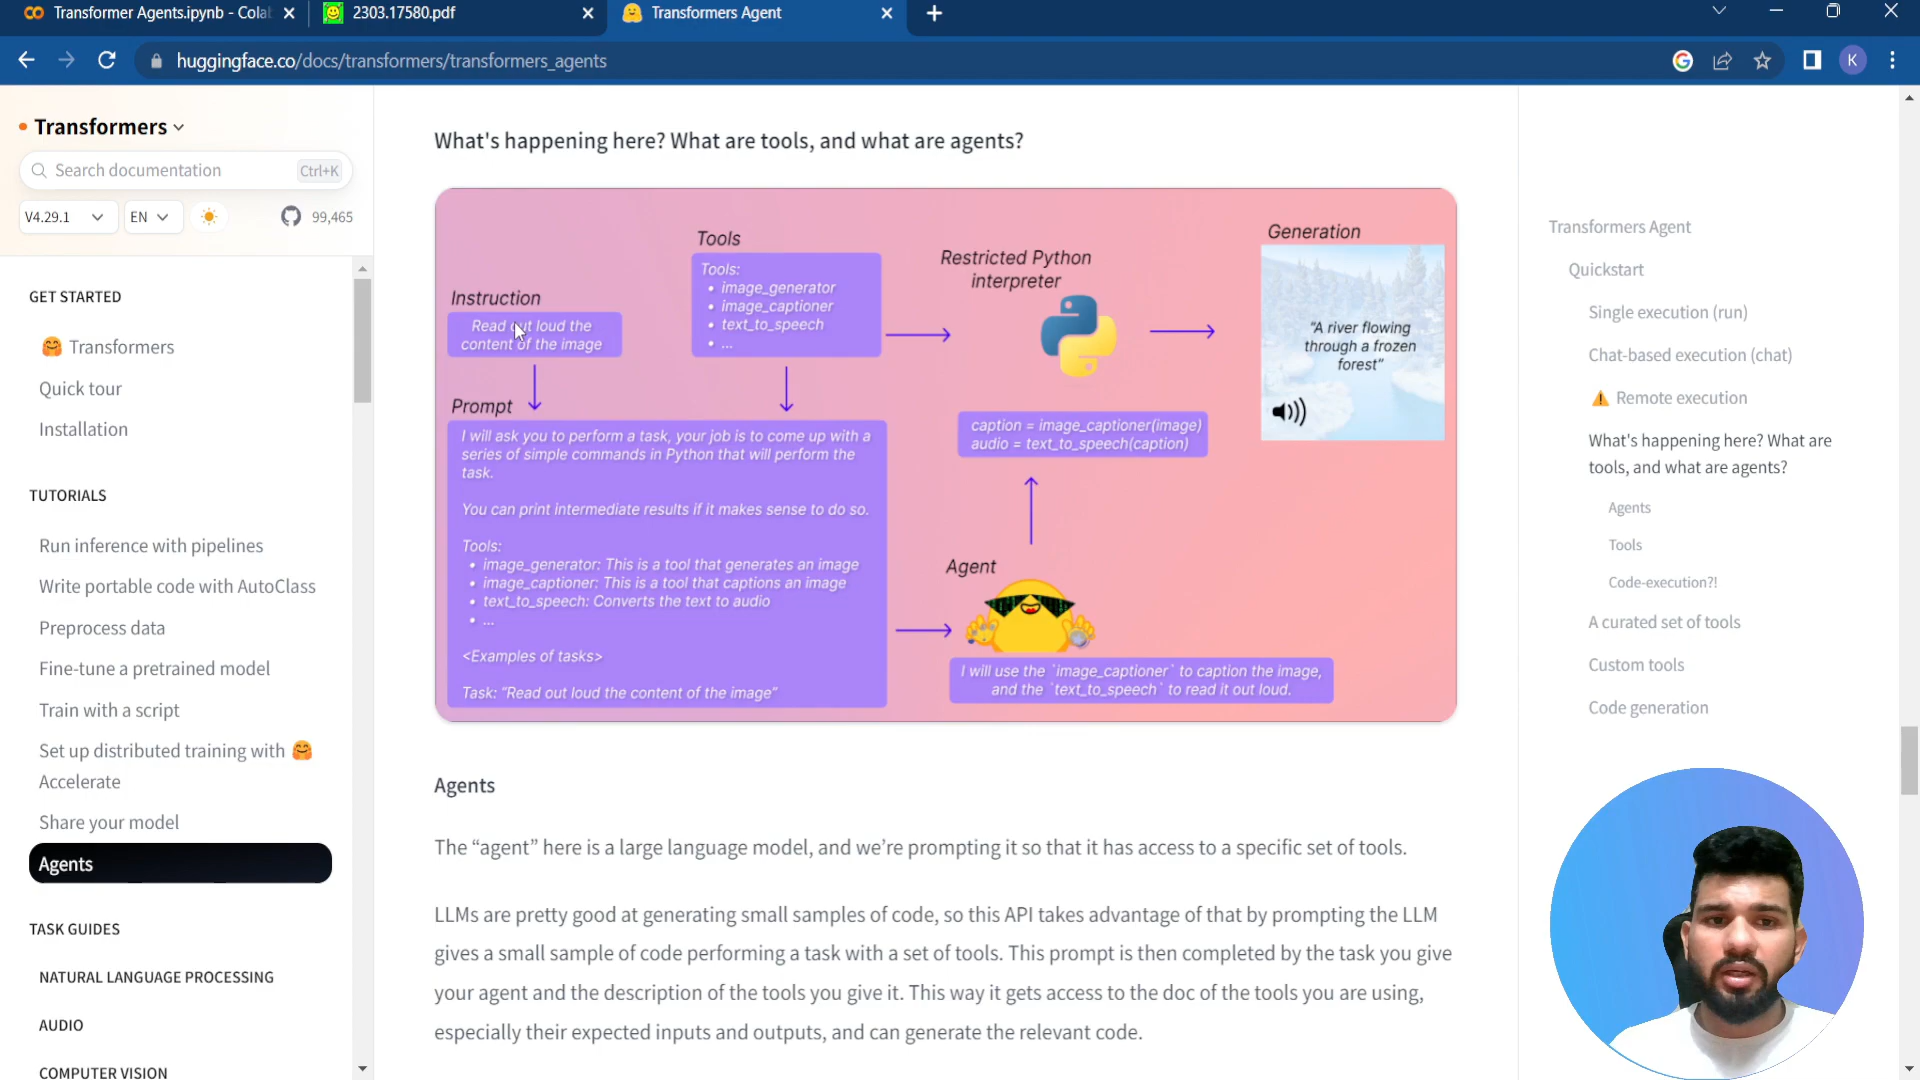 Transformer Agents.ipynb - Colab
2303.17580.pdf
Transformers Agent
huggingface.co/docs/transformers/transformers_agents
K
Transformers
Search documentation
Ctrl+K
V4.29.1
EN
99,465
GET STARTED
Transformers
Quick tour
Installation
TUTORIALS
Run inference with pipelines
Write portable code with AutoClass
Preprocess data
Fine-tune a pretrained model
Train with a script
Set up distributed training with
Accelerate
Share your model
Agents
TASK GUIDES
NATURAL LANGUAGE PROCESSING
AUDIO
COMPUTER VISION
What's happening here? What are tools, and what are agents?
Instruction
Read out loud the
content of the image
Tools
Tools:
• image_generator
• image_captioner
• text_to_speech
• ...
Prompt
I will ask you to perform a task, your job is to come up with a
series of simple commands in Python that will perform the
task.
You can print intermediate results if it makes sense to do so.
Tools:
• image_generator: This is a tool that generates an image
• image_captioner: This is a tool that captions an image
• text_to_speech: Converts the text to audio
• ...
<Examples of tasks>
Task: "Read out loud the content of the image"
Agent
I will use the `image_captioner` to caption the image,
and the `text_to_speech` to read it out loud.
caption = image_captioner(image)
audio = text_to_speech(caption)
Restricted Python
interpreter
Generation
"A river flowing
through a frozen
forest"
Agents
The “agent” here is a large language model, and we’re prompting it so that it has access to a specific set of tools.
LLMs are pretty good at generating small samples of code, so this API takes advantage of that by prompting the LLM
gives a small sample of code performing a task with a set of tools. This prompt is then completed by the task you give
your agent and the description of the tools you give it. This way it gets access to the doc of the tools you are using,
especially their expected inputs and outputs, and can generate the relevant code.
Transformers Agent
Quickstart
Single execution (run)
Chat-based execution (chat)
Remote execution
What's happening here? What are
tools, and what are agents?
Agents
Tools
Code-execution?!
A curated set of tools
Custom tools
Code generation